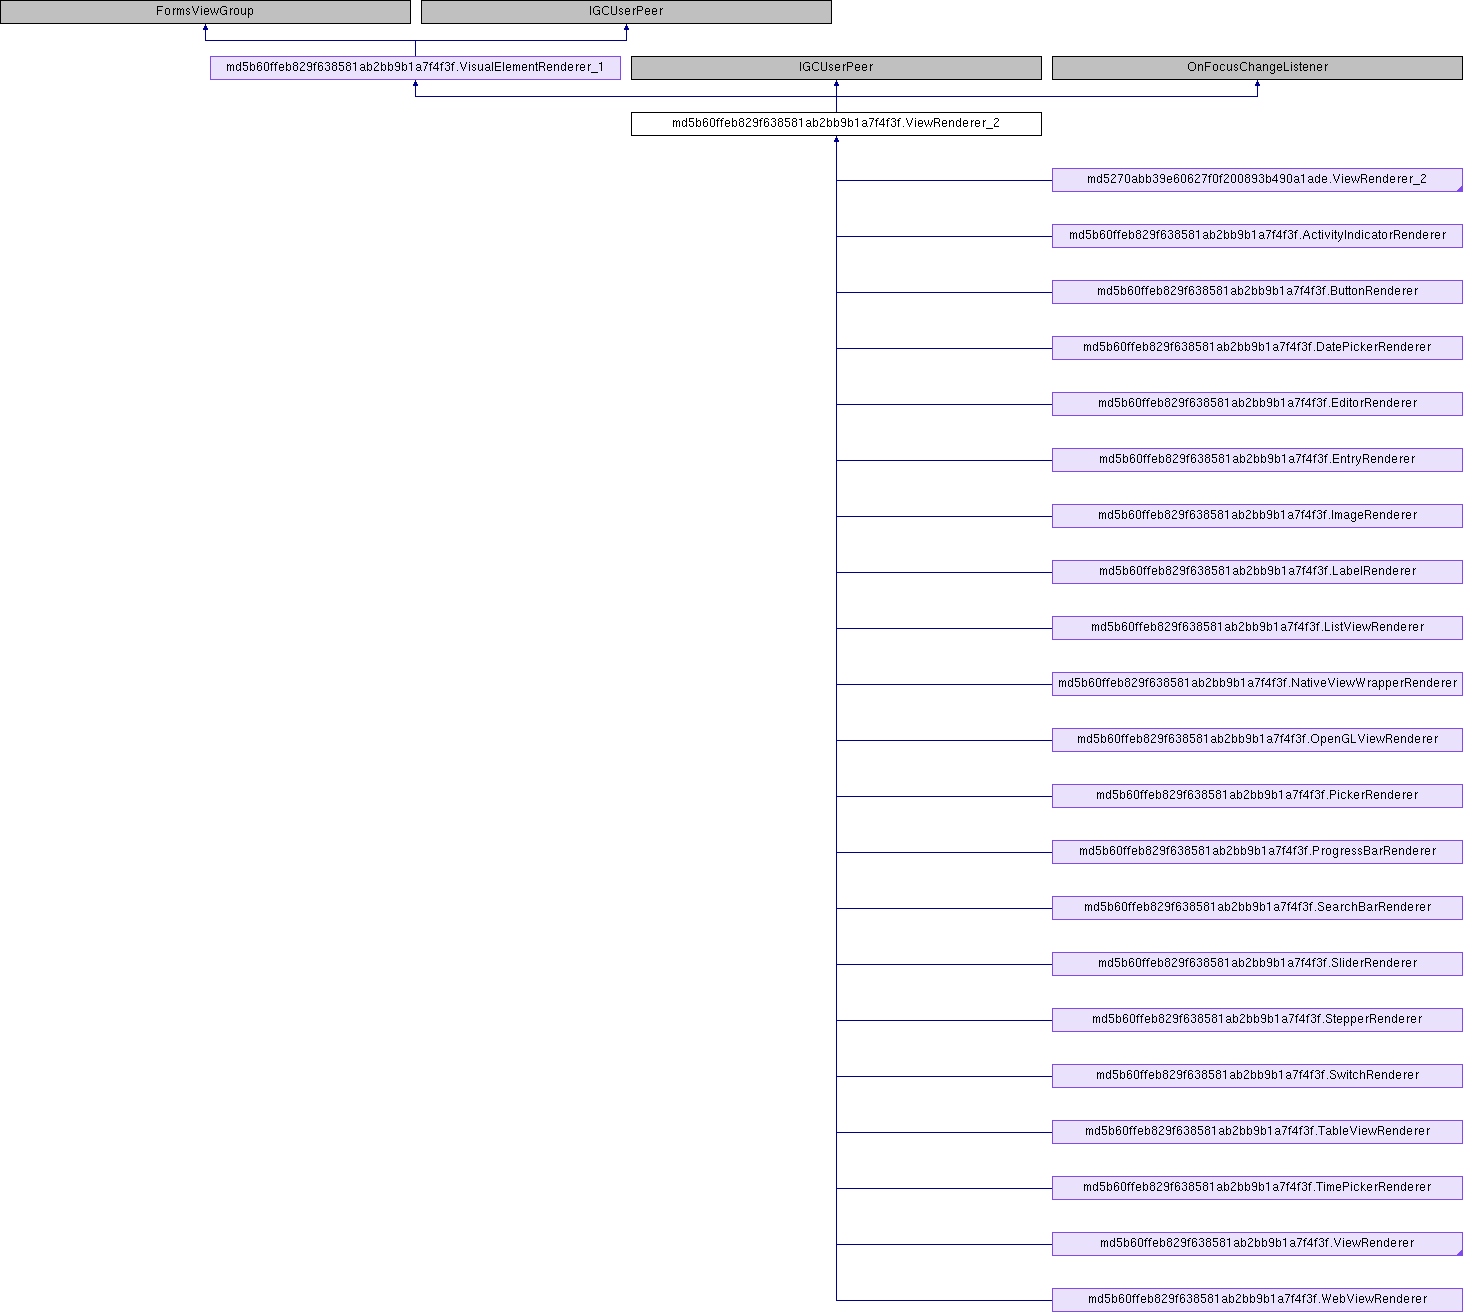 FormsViewGroup
IGCUserPeer
md5b60ffeb829f638581ab2bb9b1a7f4f3f.VisualElementRenderer_1
IGCUserPeer
OnFocusChangeListener
md5b60ffeb829f638581ab2bb9b1a7f4f3f.ViewRenderer_2
md5270abb39e60627f0f200893b490a1ade.ViewRenderer_2
md5b60ffeb829f638581ab2bb9b1a7f4f3f.ActivityIndicatorRenderer
md5b60ffeb829f638581ab2bb9b1a7f4f3f.ButtonRenderer
md5b60ffeb829f638581ab2bb9b1a7f4f3f.DatePickerRenderer
md5b60ffeb829f638581ab2bb9b1a7f4f3f.EditorRenderer
md5b60ffeb829f638581ab2bb9b1a7f4f3f.EntryRenderer
md5b60ffeb829f638581ab2bb9b1a7f4f3f.ImageRenderer
md5b60ffeb829f638581ab2bb9b1a7f4f3f.LabelRenderer
md5b60ffeb829f638581ab2bb9b1a7f4f3f.ListViewRenderer
md5b60ffeb829f638581ab2bb9b1a7f4f3f.NativeViewWrapperRenderer
md5b60ffeb829f638581ab2bb9b1a7f4f3f.OpenGLViewRenderer
md5b60ffeb829f638581ab2bb9b1a7f4f3f.PickerRenderer
md5b60ffeb829f638581ab2bb9b1a7f4f3f.ProgressBarRenderer
md5b60ffeb829f638581ab2bb9b1a7f4f3f.SearchBarRenderer
md5b60ffeb829f638581ab2bb9b1a7f4f3f.SliderRenderer
md5b60ffeb829f638581ab2bb9b1a7f4f3f.StepperRenderer
md5b60ffeb829f638581ab2bb9b1a7f4f3f.SwitchRenderer
md5b60ffeb829f638581ab2bb9b1a7f4f3f.TableViewRenderer
md5b60ffeb829f638581ab2bb9b1a7f4f3f.TimePickerRenderer
md5b60ffeb829f638581ab2bb9b1a7f4f3f.ViewRenderer
md5b60ffeb829f638581ab2bb9b1a7f4f3f.WebViewRenderer